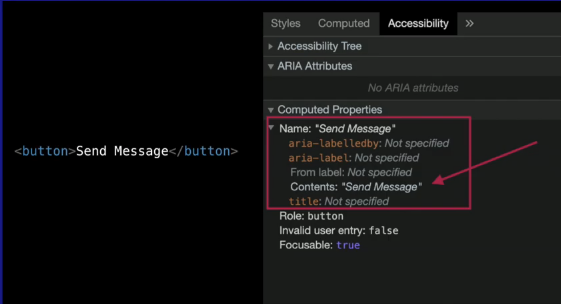 <button>Send Message</button>
Styles Computed Accessibility »
Accessibility Tree
ARIA Attributes
No ARIA attributes
Computed Properties
Name: "Send Message"
aria-labelledby: Not specified
aria-label: Not specified
From label: Not specified
Contents: "Send Message"
title: Not specified
Role: button
Invalid user entry: false
Focusable: true